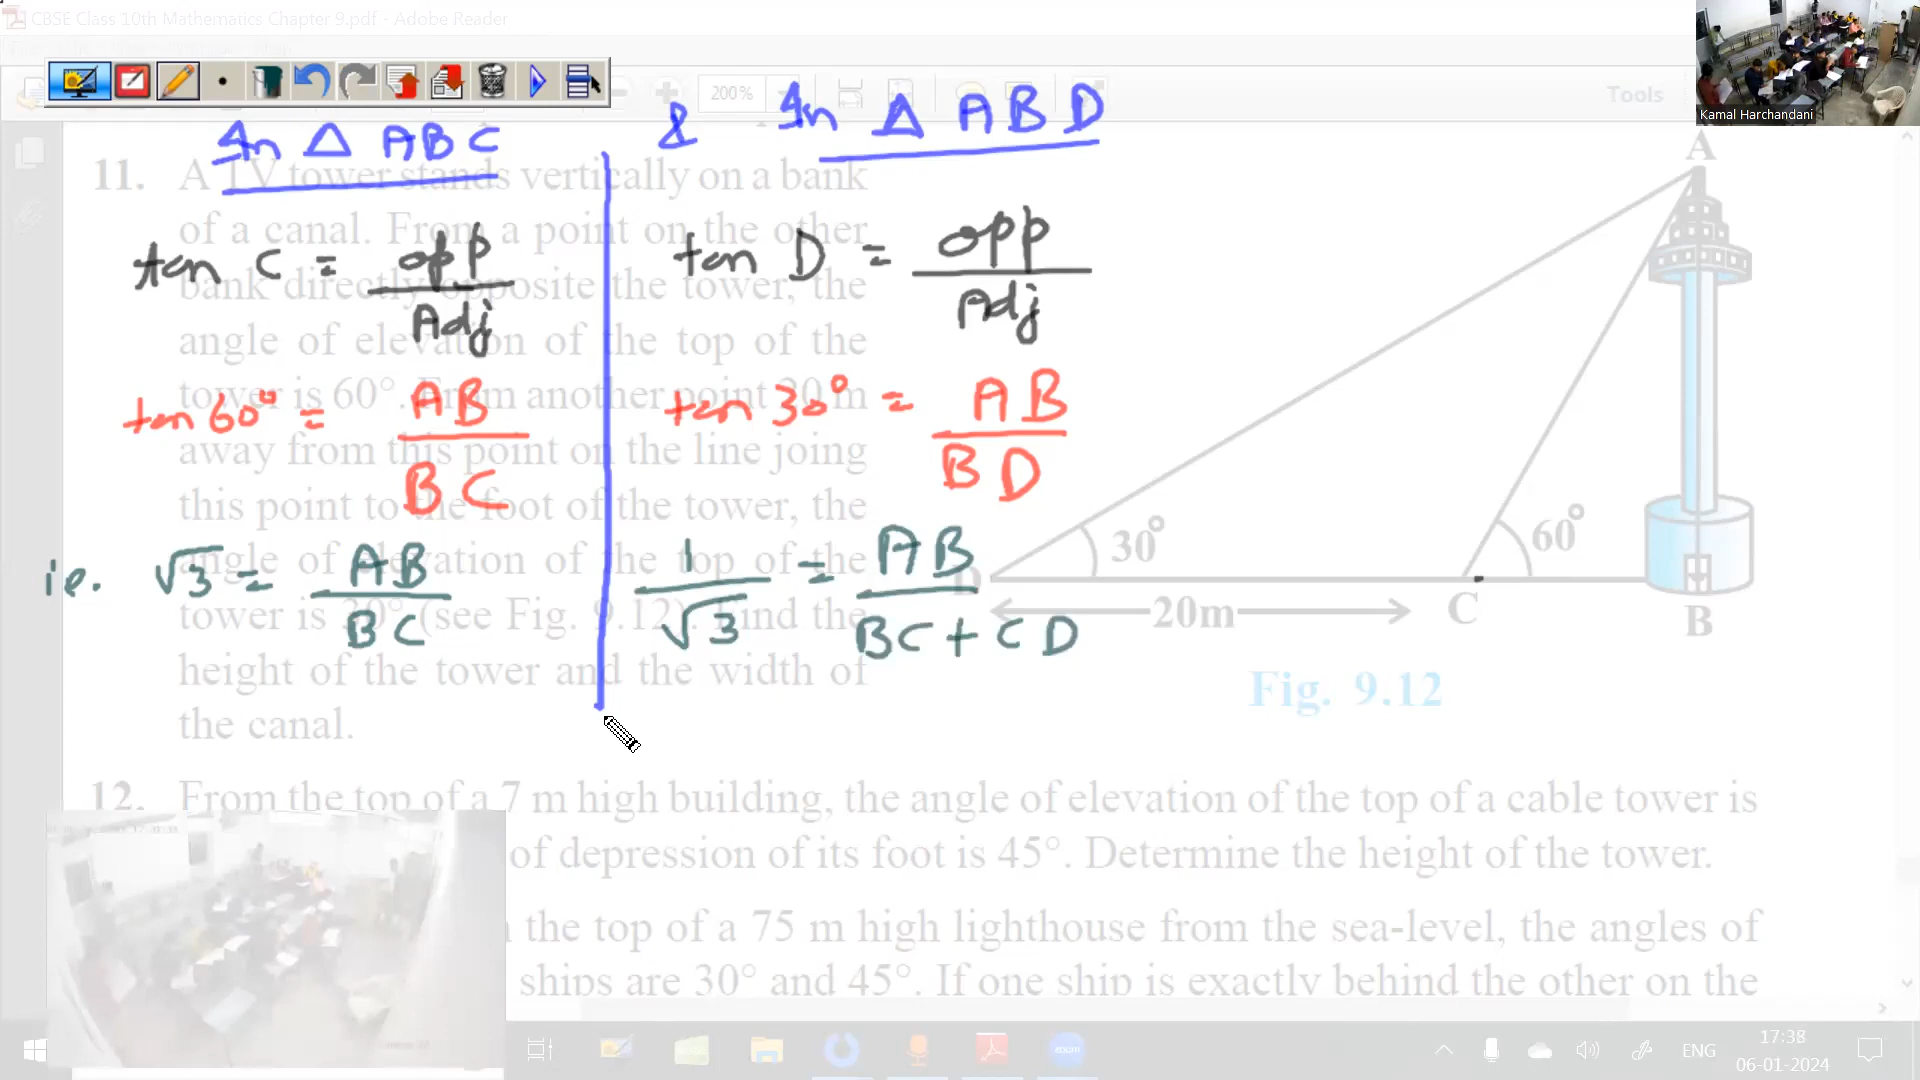 CBSE Class 10th Mathematics Chapter 9.pdf - Adobe Reader
200%
Tools
Kamal Harchandani
In Δ ABC
& In Δ ABD
tan C = opp / Adj
tan D = opp / Adj
tan 60° = AB / BC
tan 30° = AB / BD
ie. √3 = AB / BC
1 / √3 = AB / BC + CD
11. A TV tower stands vertically on a bank
of a canal. From a point on the other
bank directly opposite the tower, the
angle of elevation of the top of the
tower is 60°. From another point 20 m
away from this point on the line joing
this point to the foot of the tower, the
angle of elevation of the top of the
tower is 30° (see Fig. 9.12). Find the
height of the tower and the width of
the canal.
A
30°
60°
D
20m
C
B
Fig. 9.12
12. From the top of a 7 m high building, the angle of elevation of the top of a cable tower is
of depression of its foot is 45°. Determine the height of the tower.
the top of a 75 m high lighthouse from the sea-level, the angles of
ships are 30° and 45°. If one ship is exactly behind the other on the
zoom
ENG
17:38
06-01-2024